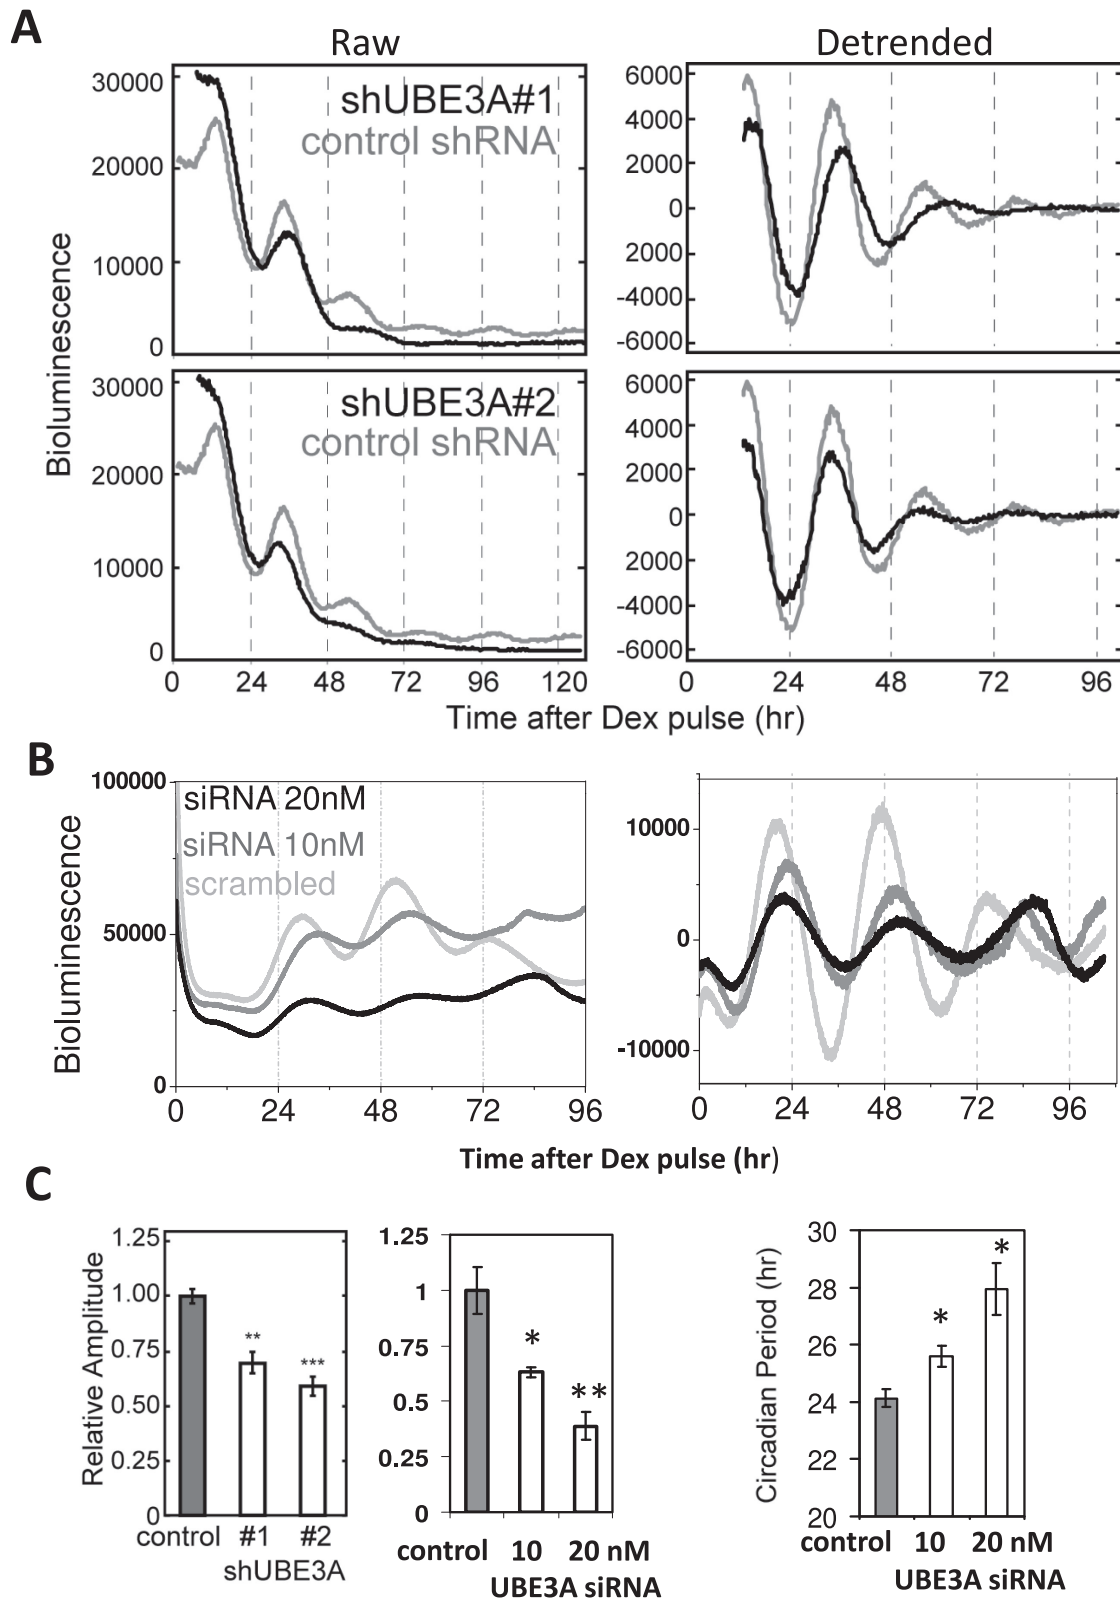 A
Raw
Detrended
Bioluminescence
30000
20000
10000
0
shUBE3A#1
control shRNA
6000
4000
2000
0
2000
-4000
-6000
30000
20000
10000
0
shUBE3A#2
control shRNA
6000
4000
2000
0
2000
-4000
-6000
0 24 48 72 96 120
0 24 48 72 96
Time after Dex pulse (hr)
B
Bioluminescence
100000
50000
0
siRNA 20nM
siRNA 10nM
scrambled
10000
0
-10000
0 24 48 72 96
0 24 48 72 96
Time after Dex pulse (hr)
C
Relative Amplitude
1.25
1.00
0.75
0.50
0.25
0
**
***
control #1 #2
shUBE3A
1.25
1
0.75
0.5
0.25
0
*
**
control 10 20 nM
UBE3A siRNA
Circadian Period (hr)
30
28
26
24
22
20
*
*
control 10 20 nM
UBE3A siRNA